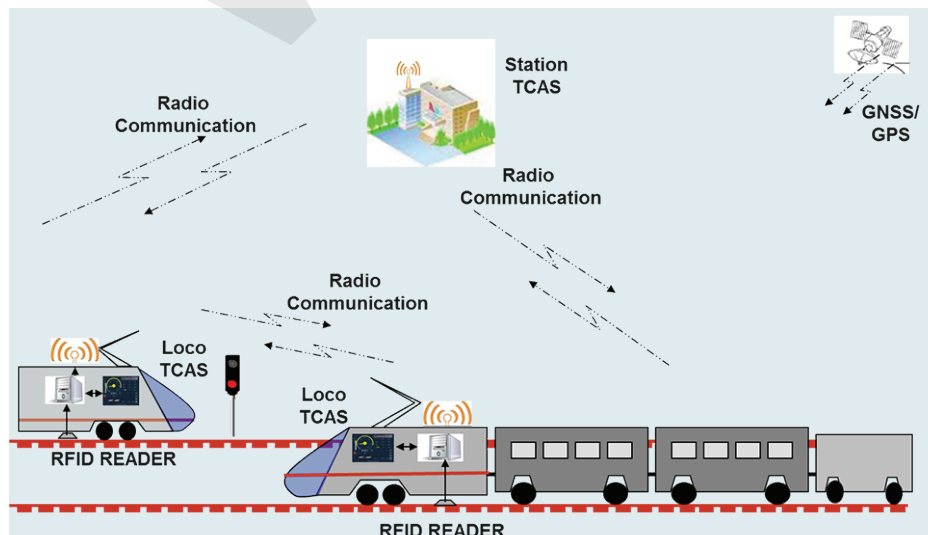 Station
TCAS
GNSS/
GPS
Radio
Communication
Radio
Communication
Radio
Communication
Loco
TCAS
Loco
TCAS
RFID READER
RFID READER